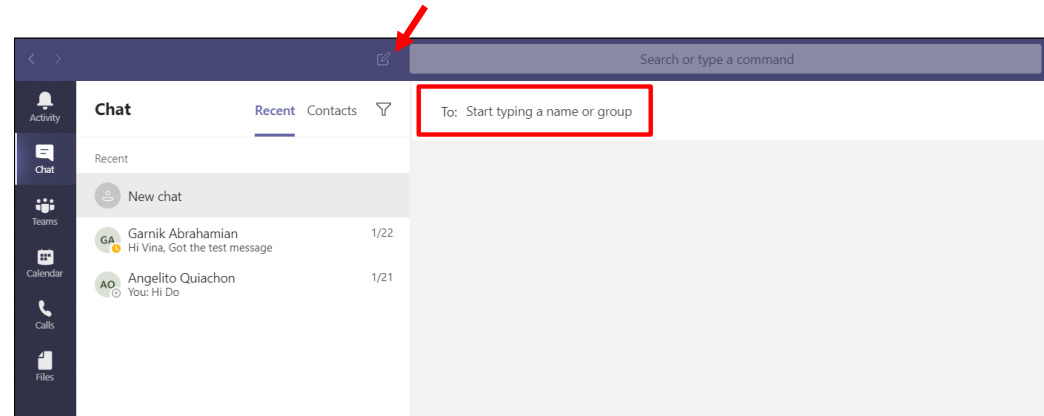 Search or type a command
Activity
Chat
Teams
Calendar
Calls
Files
Chat Recent Contacts
Recent
New chat
GA Garnik Abrahamian 1/22
Hi Vina, Got the test message
AO Angelito Quiachon 1/21
You: Hi Do
To: Start typing a name or group